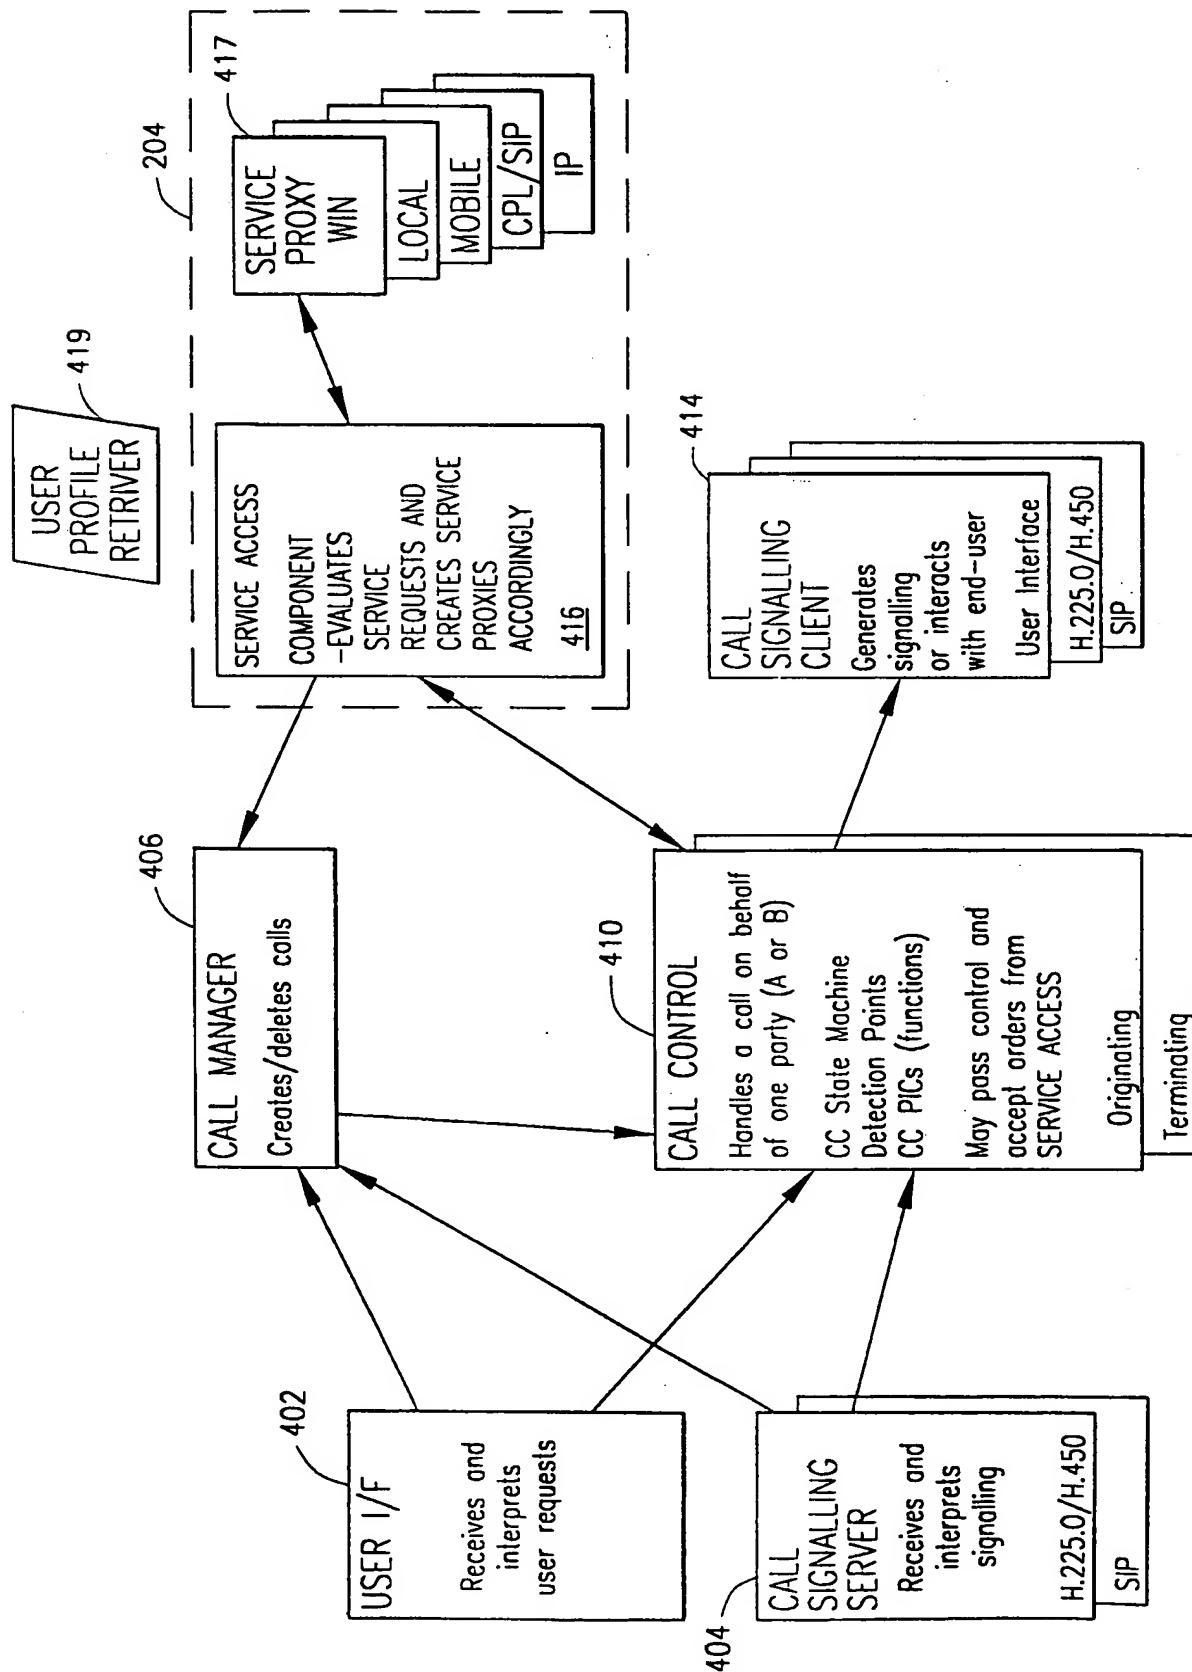 USER I/F
Receives and
interprets
user requests
402
CALL
SIGNALLING
SERVER
Receives and
interprets
signalling
H.225.0/H.450
SIP
404
CALL MANAGER
Creates/deletes calls
406
CALL CONTROL
Handles a call on behalf
of one party (A or B)
CC State Machine
Detection Points
CC PICs (functions)
May pass control and
accept orders from
SERVICE ACCESS
Originating
Terminating
410
USER
PROFILE
RETRIVER
419
204
SERVICE ACCESS
COMPONENT
-EVALUATES
SERVICE
REQUESTS AND
CREATES SERVICE
PROXIES
ACCORDINGLY
416
SERVICE
PROXY
WIN
LOCAL
MOBILE
CPL/SIP
IP
417
CALL
SIGNALLING
CLIENT
Generates
signalling
or interacts
with end-user
User Interface
H.225.0/H.450
SIP
414